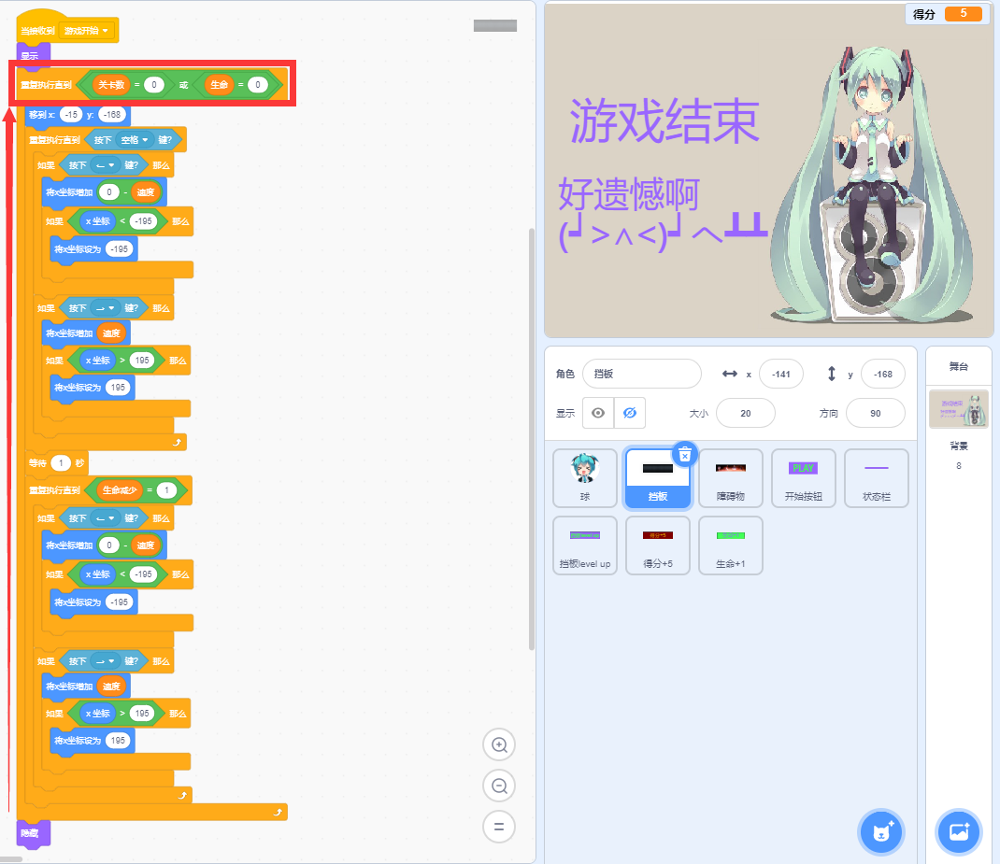 当接收到 游戏开始
显示
重复执行直到 关卡数 = 0 或 生命 = 0
移到 x: -15 y: -168
重复执行直到 按下 空格 键?
如果 按下 ← 键? 那么
将x坐标增加 0 - 速度
如果 x 坐标 < -195 那么
将x坐标设为 -195
如果 按下 → 键? 那么
将x坐标增加 速度
如果 x 坐标 > 195 那么
将x坐标设为 195
等待 1 秒
重复执行直到 生命减少 = 1
如果 按下 ← 键? 那么
将x坐标增加 0 - 速度
如果 x 坐标 < -195 那么
将x坐标设为 -195
如果 按下 → 键? 那么
将x坐标增加 速度
如果 x 坐标 > 195 那么
将x坐标设为 195
隐藏
得分 5
游戏结束
好遗憾啊
(┛>∧<)┛へ┻┻
角色 挡板 x -141 y -168
显示 大小 20 方向 90
球 挡板 障碍物 开始按钮 状态栏
PLAY
挡板level up 得分+5 生命+1
得分+5
舞台
背景
8